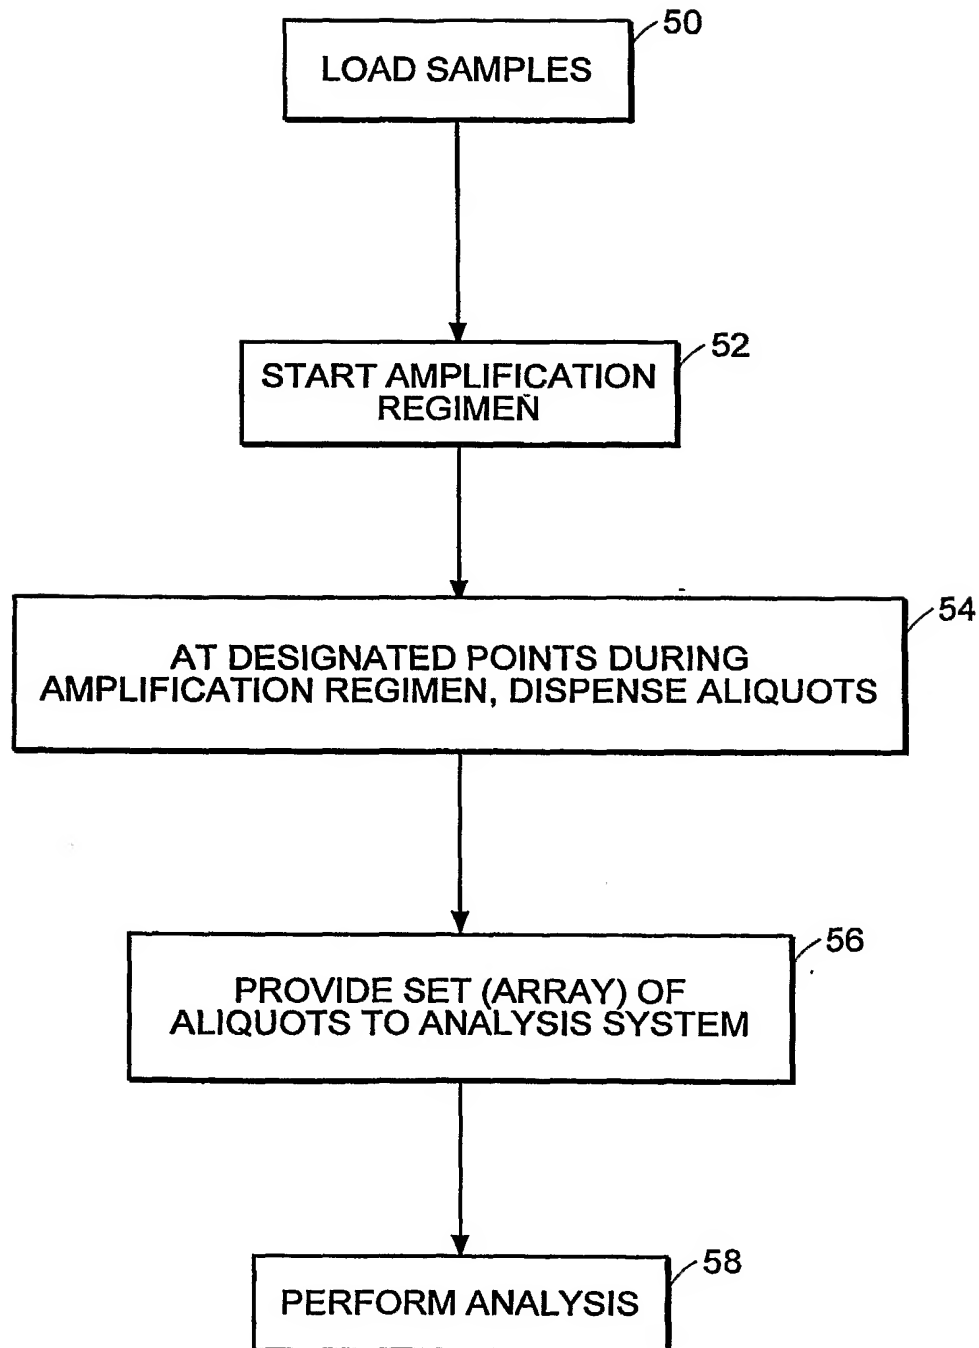 50
LOAD SAMPLES
52
START AMPLIFICATION
REGIMEN
54
AT DESIGNATED POINTS DURING
AMPLIFICATION REGIMEN, DISPENSE ALIQUOTS
56
PROVIDE SET (ARRAY) OF
ALIQUOTS TO ANALYSIS SYSTEM
58
PERFORM ANALYSIS